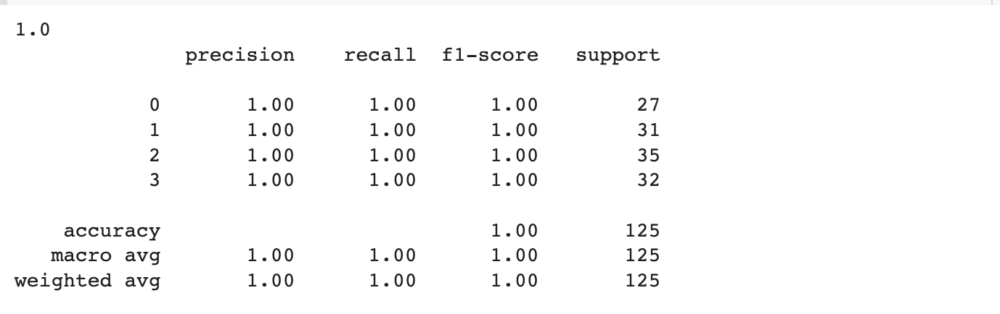 1.0
precision recall f1-score support
0 1.00 1.00 1.00 27
1 1.00 1.00 1.00 31
2 1.00 1.00 1.00 35
3 1.00 1.00 1.00 32
accuracy 1.00 125
macro avg 1.00 1.00 1.00 125
weighted avg 1.00 1.00 1.00 125